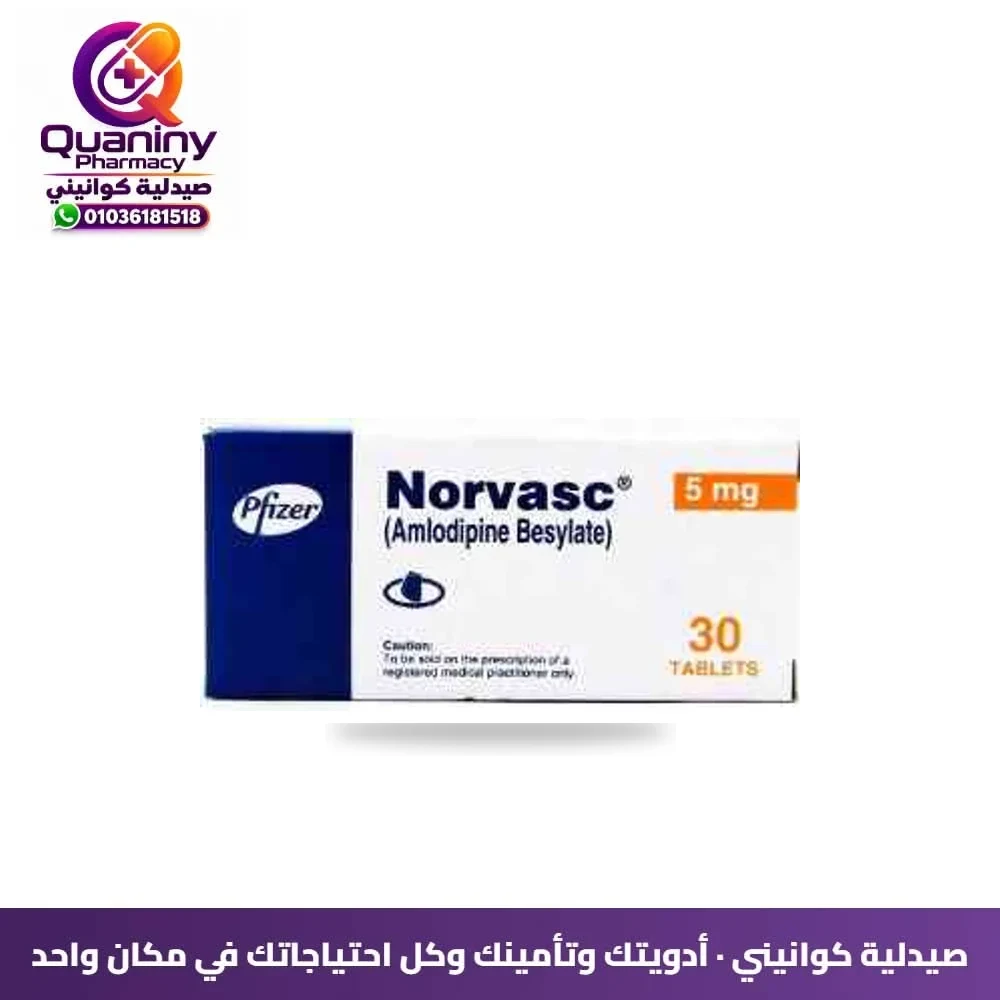 Quaniny
Pharmacy
صيدلية كوانيني
01036181518
Pfizer
Norvasc®
(Amlodipine Besylate)
5 mg
Caution:
To be sold on the prescription of a
registered medical practitioner only.
30
TABLETS
صيدلية كوانيني · أدويتك وتأمينك وكل احتياجاتك في مكان واحد